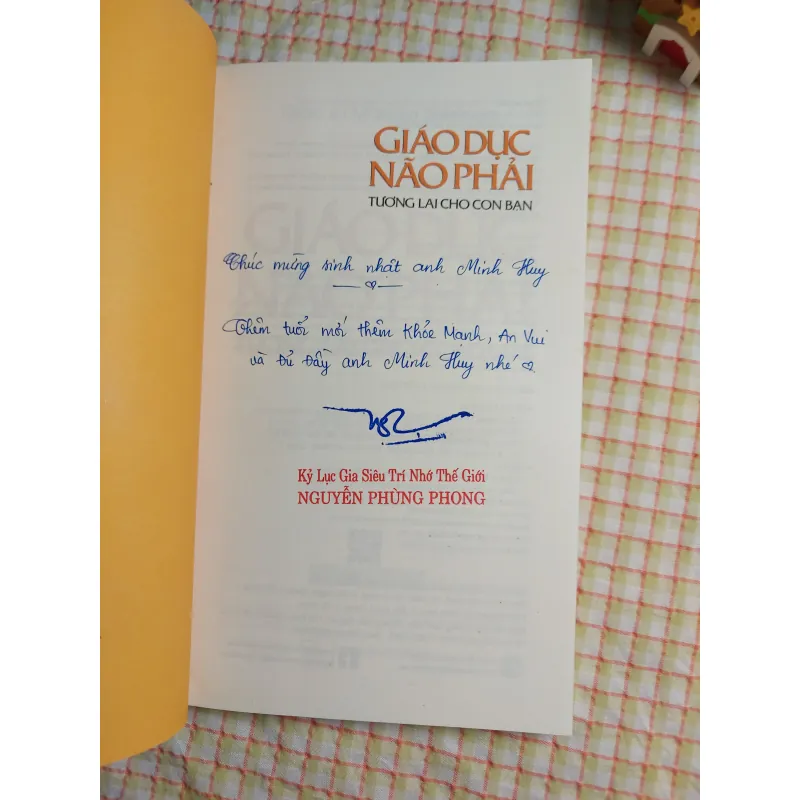 GIÁO DỤC
NÃO PHẢI
TƯƠNG LAI CHO CON BẠN
Chúc mừng sinh nhật anh Minh Huy
Thêm tuổi mới thêm Khỏe Mạnh, An Vui
và Đủ Đầy anh Minh Huy nhé
Kỷ Lục Gia Siêu Trí Nhớ Thế Giới
NGUYỄN PHÙNG PHONG